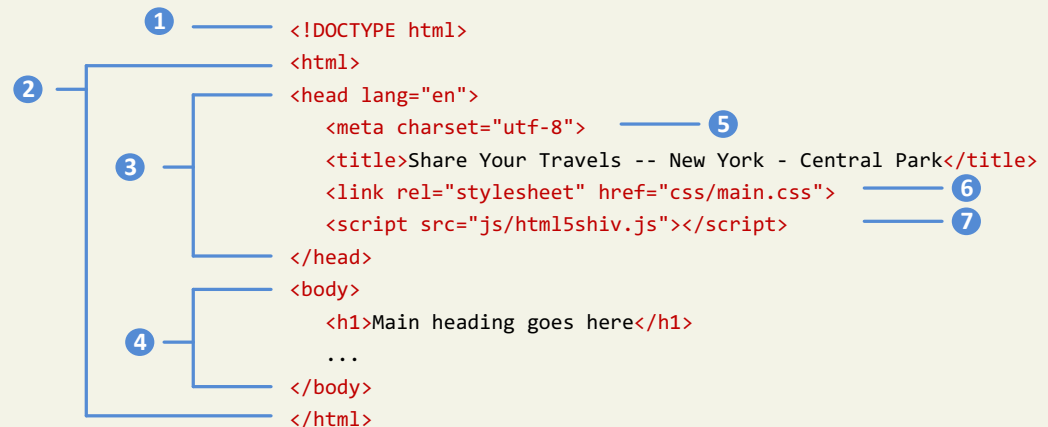 1 <!DOCTYPE html>
<html>
2 <head lang="en">
<meta charset="utf-8"> 5
3 <title>Share Your Travels -- New York - Central Park</title>
<link rel="stylesheet" href="css/main.css"> 6
<script src="js/html5shiv.js"></script> 7
</head>
<body>
<h1>Main heading goes here</h1>
4 ...
</body>
</html>